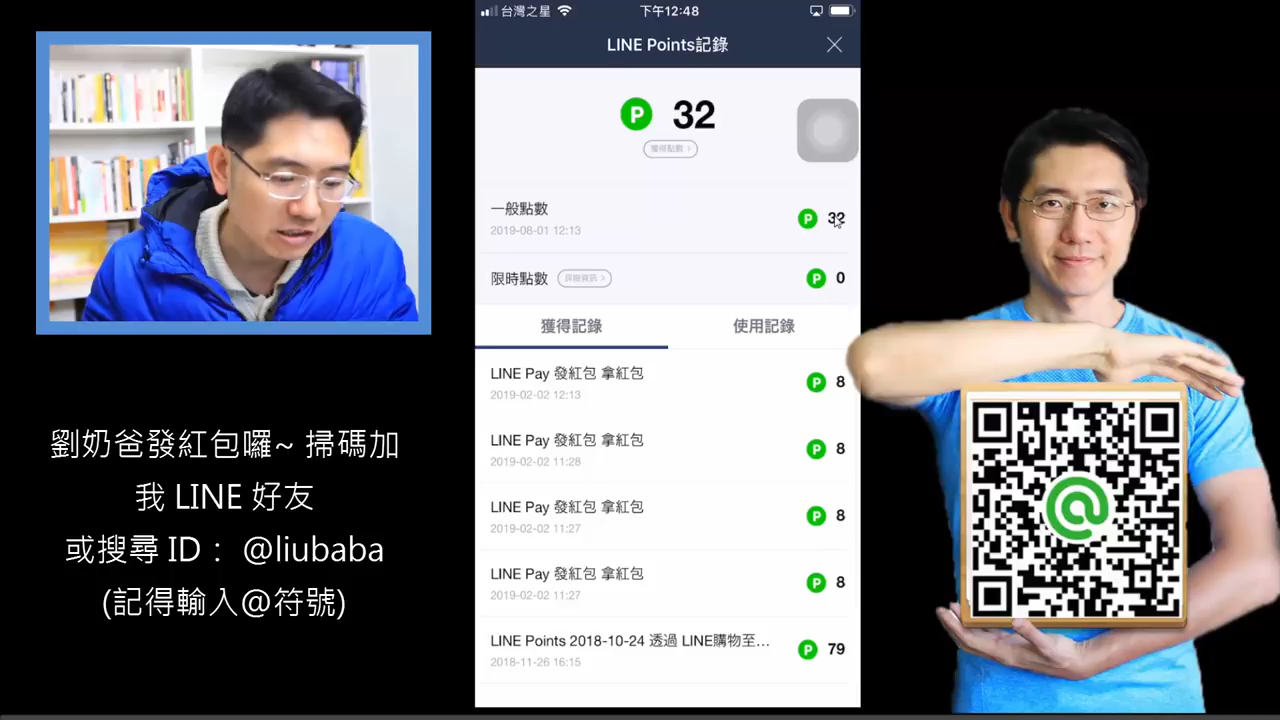 台灣之星
下午12:48
LINE Points記錄
P 32
獲得點數 >
一般點數
2019-08-01 12:13
P 32
限時點數
詳細資訊 >
P 0
獲得記錄
使用記錄
LINE Pay 發紅包 拿紅包
2019-02-02 12:13
P 8
LINE Pay 發紅包 拿紅包
2019-02-02 11:28
P 8
LINE Pay 發紅包 拿紅包
2019-02-02 11:27
P 8
LINE Pay 發紅包 拿紅包
2019-02-02 11:27
P 8
LINE Points 2018-10-24 透過 LINE購物至...
2018-11-26 16:15
P 79
劉奶爸發紅包囉~ 掃碼加
我 LINE 好友
或搜尋 ID： @liubaba
(記得輸入@符號)
@